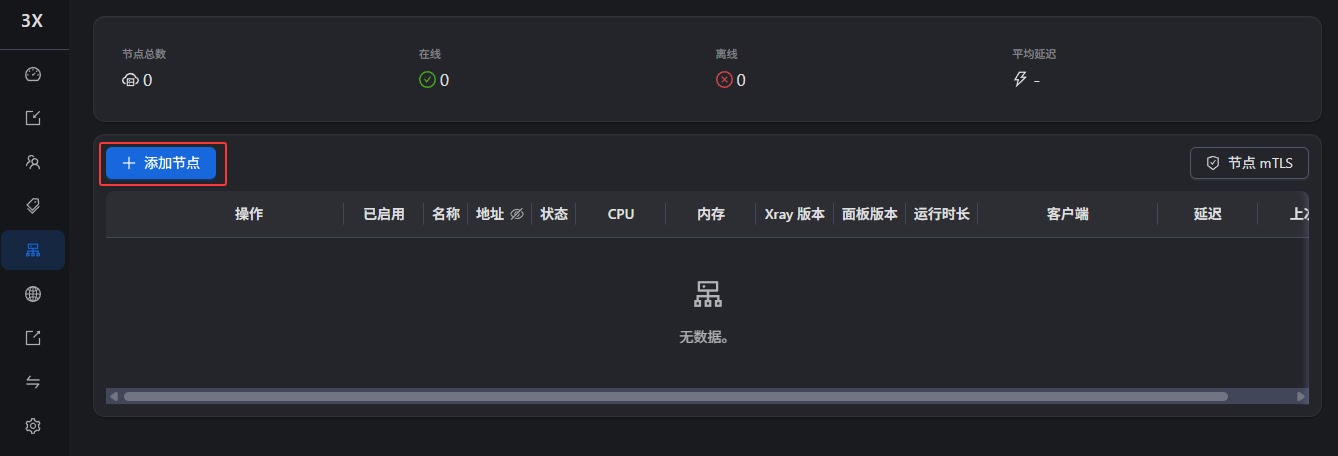 3X
节点总数 在线 离线 平均延迟
0 0 0 -
添加节点 节点 mTLS
操作 已启用 名称 地址 状态 CPU 内存 Xray 版本 面板版本 运行时长 客户端 延迟 上
无数据。